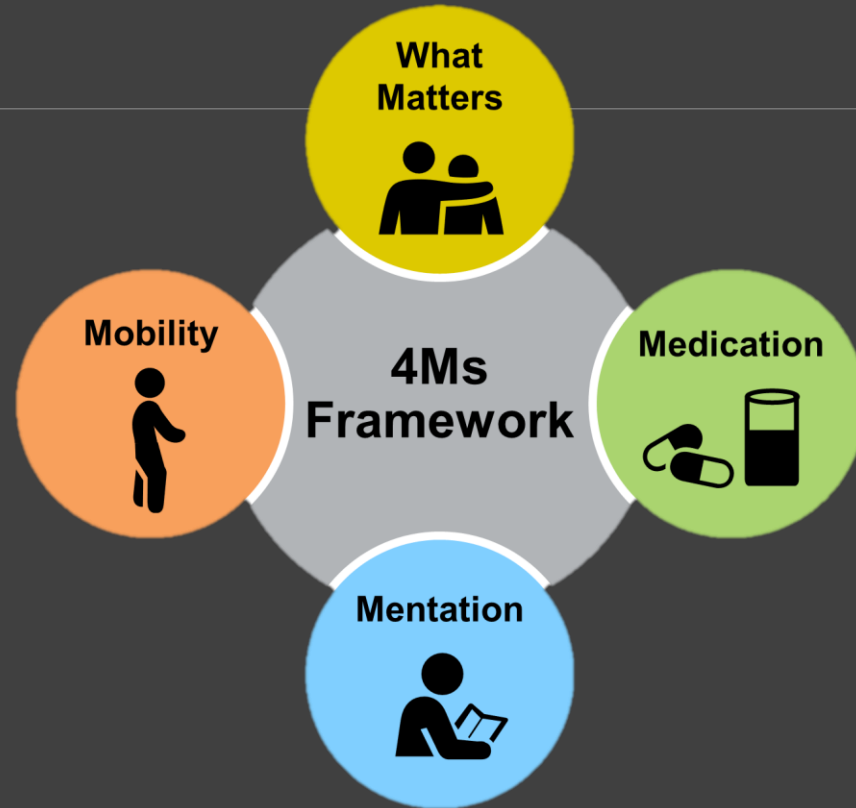 What
Matters
Mobility
4Ms
Framework
Medication
Mentation